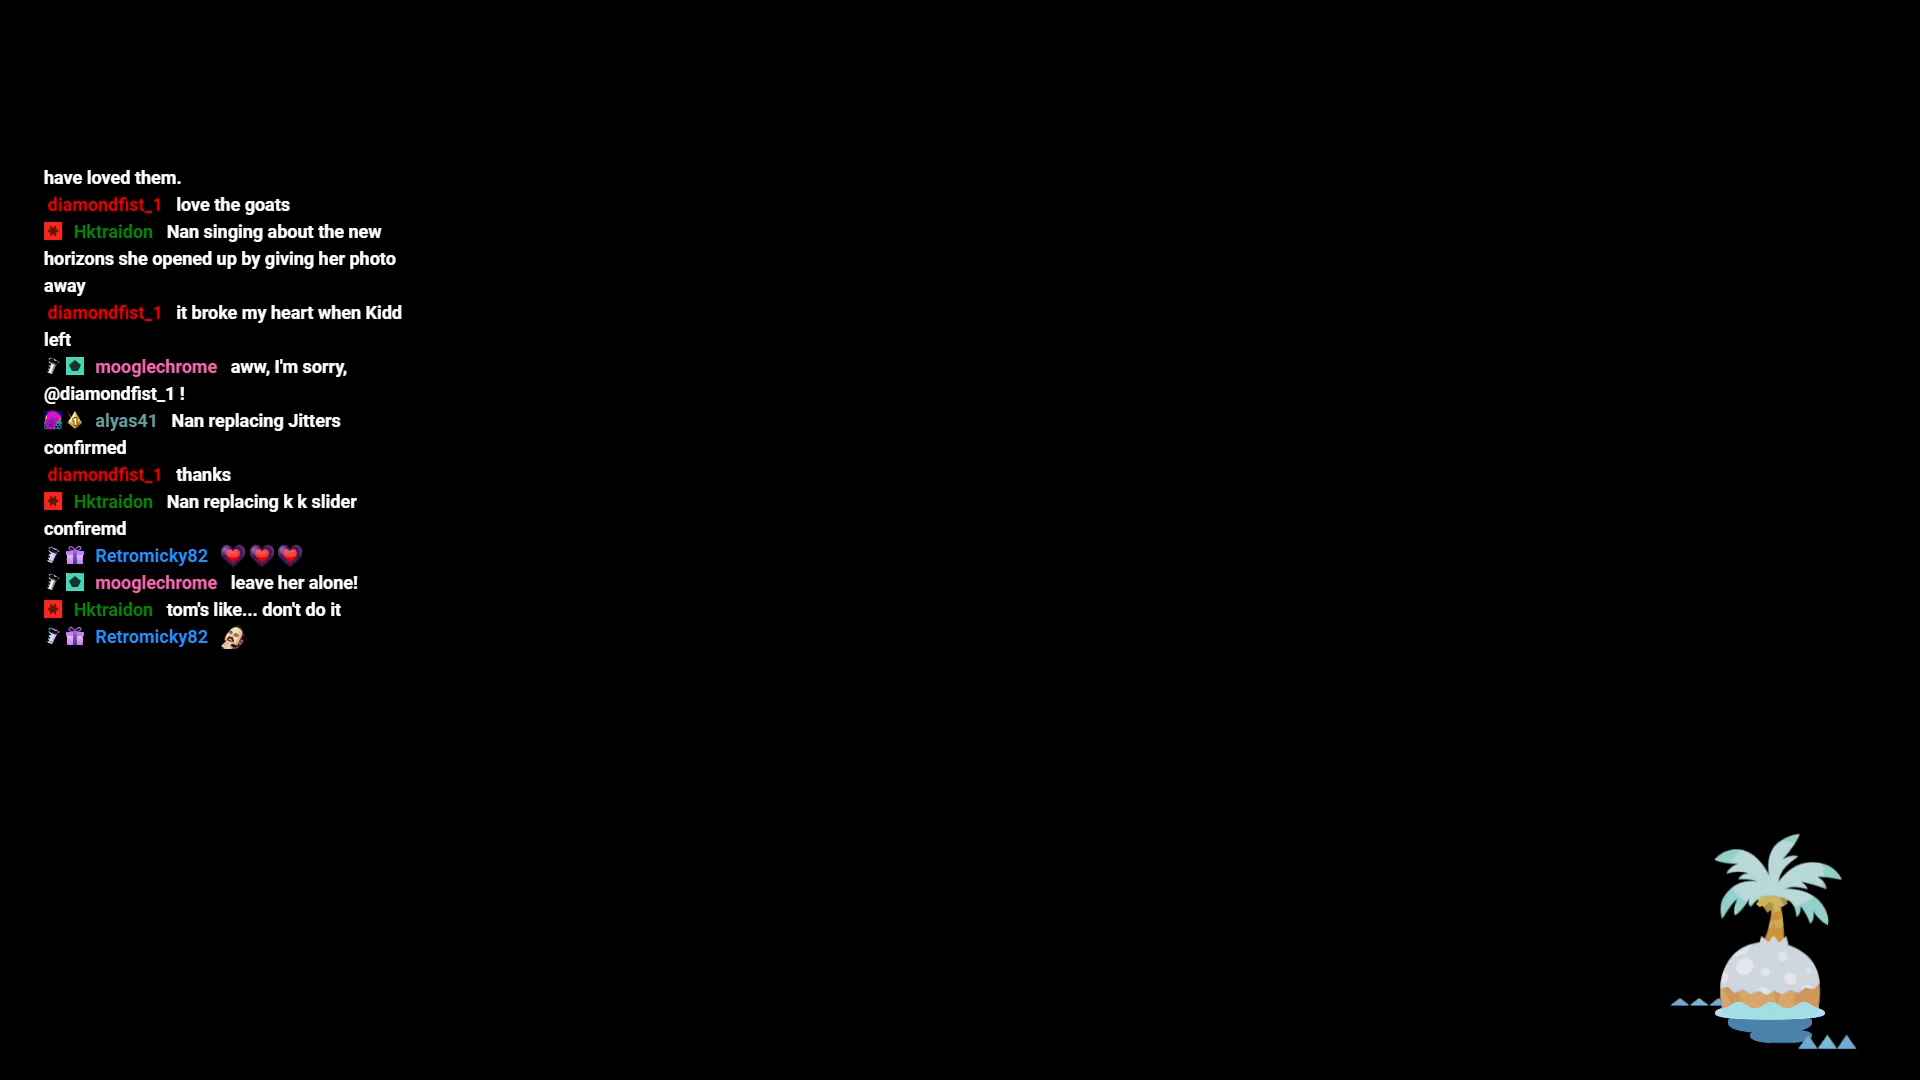 have loved them.
diamondfist_1 love the goats
Hktraidon Nan singing about the new
horizons she opened up by giving her photo
away
diamondfist_1 it broke my heart when Kidd
left
mooglechrome aww, I'm sorry,
@diamondfist_1 !
alyas41 Nan replacing Jitters
confirmed
diamondfist_1 thanks
Hktraidon Nan replacing k k slider
confiremd
Retromicky82
mooglechrome leave her alone!
Hktraidon tom's like... don't do it
Retromicky82